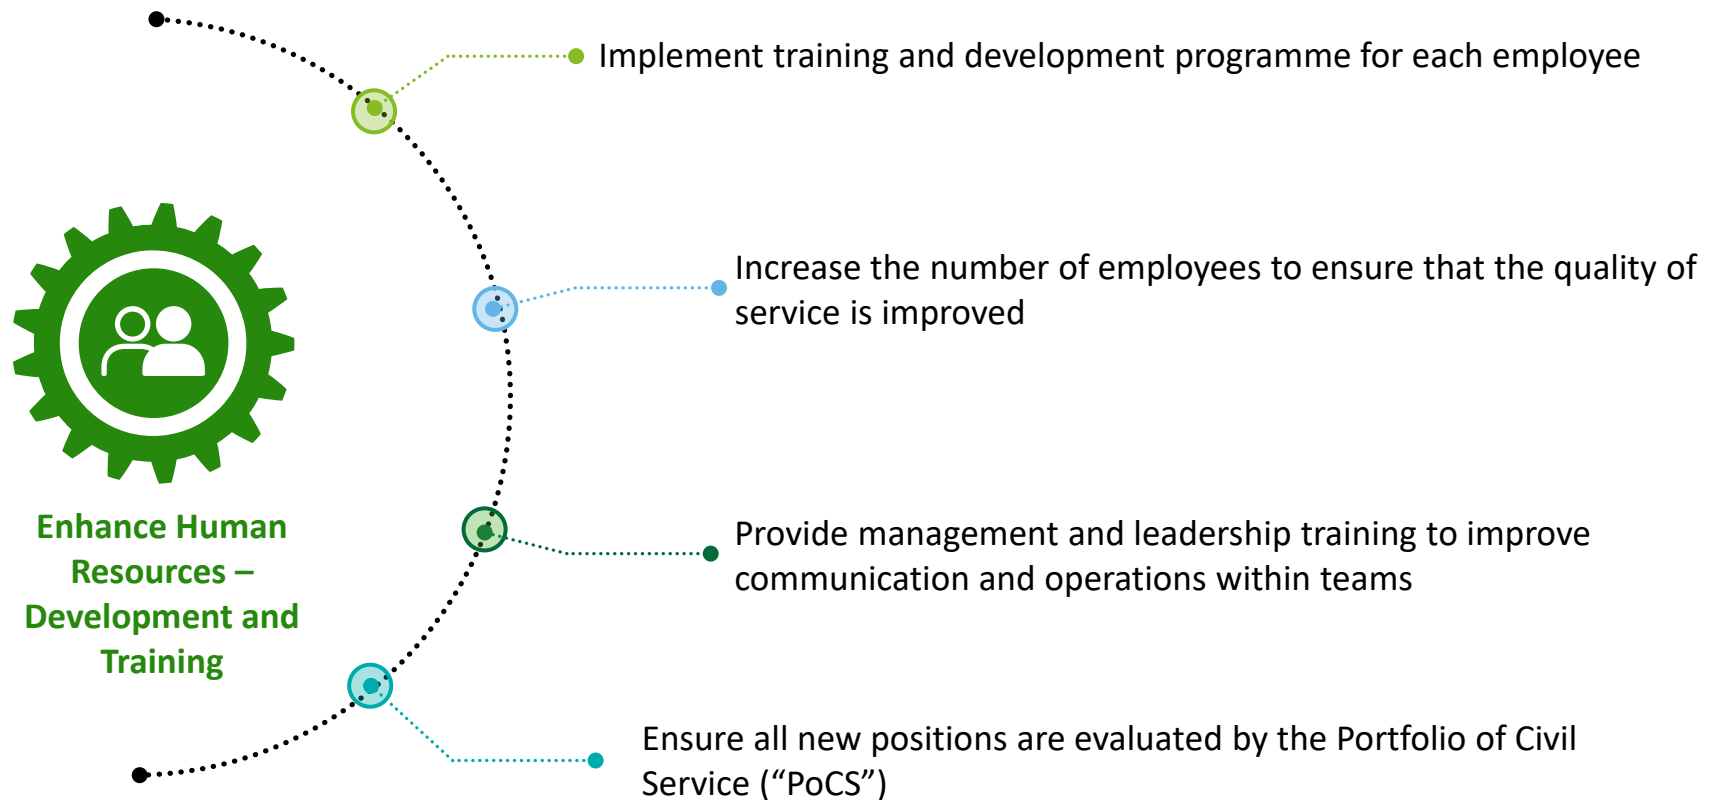 Implement training and development programme for each employee
Increase the number of employees to ensure that the quality of
service is improved
Enhance Human
Resources –
Development and
Training
Provide management and leadership training to improve
communication and operations within teams
Ensure all new positions are evaluated by the Portfolio of Civil
Service (“PoCS”)